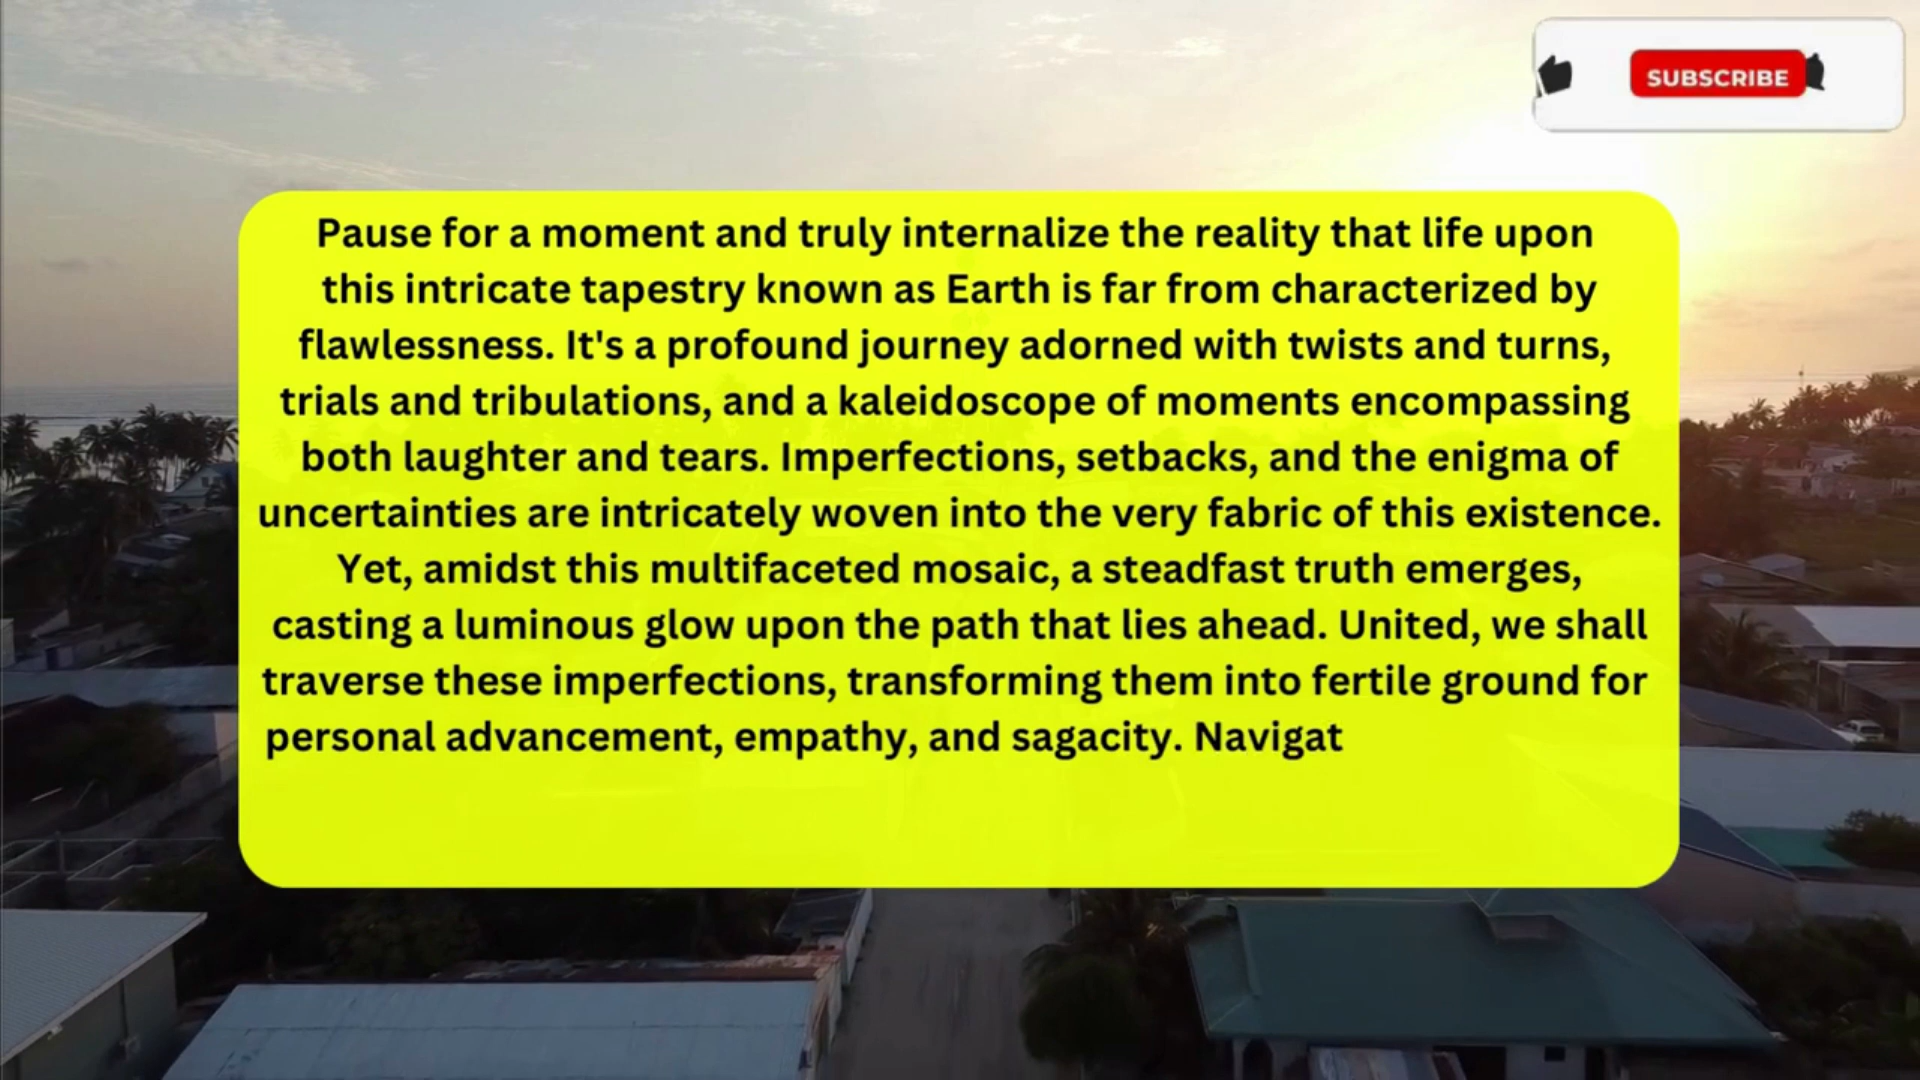 SUBSCRIBE
Pause for a moment and truly internalize the reality that life upon
this intricate tapestry known as Earth is far from characterized by
flawlessness. It's a profound journey adorned with twists and turns,
trials and tribulations, and a kaleidoscope of moments encompassing
both laughter and tears. Imperfections, setbacks, and the enigma of
uncertainties are intricately woven into the very fabric of this existence.
Yet, amidst this multifaceted mosaic, a steadfast truth emerges,
casting a luminous glow upon the path that lies ahead. United, we shall
traverse these imperfections, transforming them into fertile ground for
personal advancement, empathy, and sagacity. Navigat